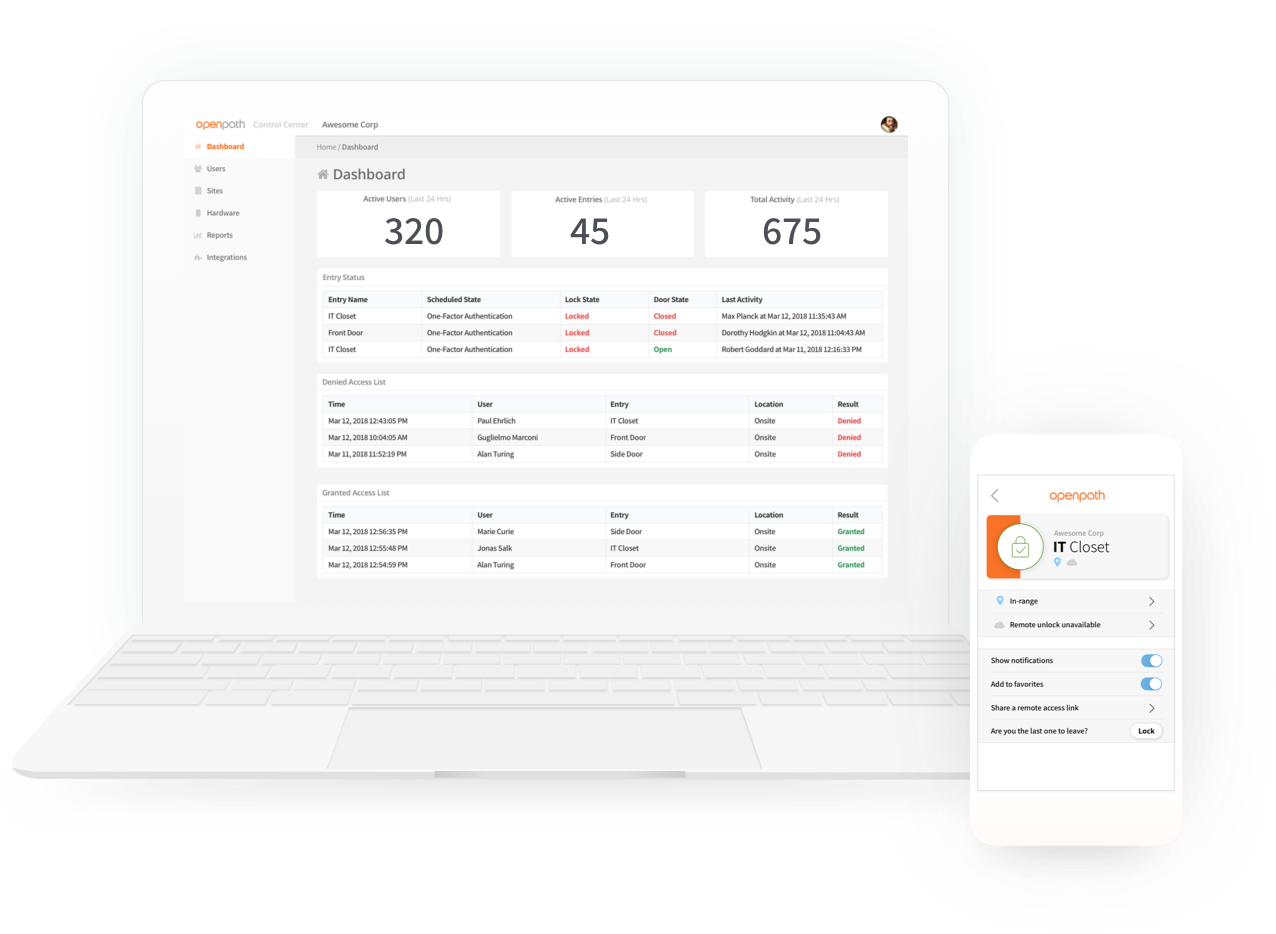 openpath Control Center Awesome Corp
Dashboard
Users
Sites
Hardware
Reports
Integrations
Home / Dashboard
Dashboard
Active Users (Last 24 Hrs)
320
Active Entries (Last 24 Hrs)
45
Total Activity (Last 24 Hrs)
675
Entry Status
Entry Name Scheduled State Lock State Door State Last Activity
IT Closet One-Factor Authentication Locked Closed Max Planck at Mar 12, 2018 11:35:43 AM
Front Door One-Factor Authentication Locked Closed Dorothy Hodgkin at Mar 12, 2018 11:04:43 AM
IT Closet One-Factor Authentication Locked Open Robert Goddard at Mar 11, 2018 12:16:33 PM
Denied Access List
Time User Entry Location Result
Mar 12, 2018 12:43:05 PM Paul Ehrlich IT Closet Onsite Denied
Mar 12, 2018 10:04:05 AM Guglielmo Marconi Front Door Onsite Denied
Mar 11, 2018 11:52:19 PM Alan Turing Side Door Onsite Denied
Granted Access List
Time User Entry Location Result
Mar 12, 2018 12:56:35 PM Marie Curie Side Door Onsite Granted
Mar 12, 2018 12:55:48 PM Jonas Salk IT Closet Onsite Granted
Mar 12, 2018 12:54:59 PM Alan Turing Front Door Onsite Granted
openpath
Awesome Corp
IT Closet
In-range
Remote unlock unavailable
Show notifications
Add to favorites
Share a remote access link
Are you the last one to leave? Lock